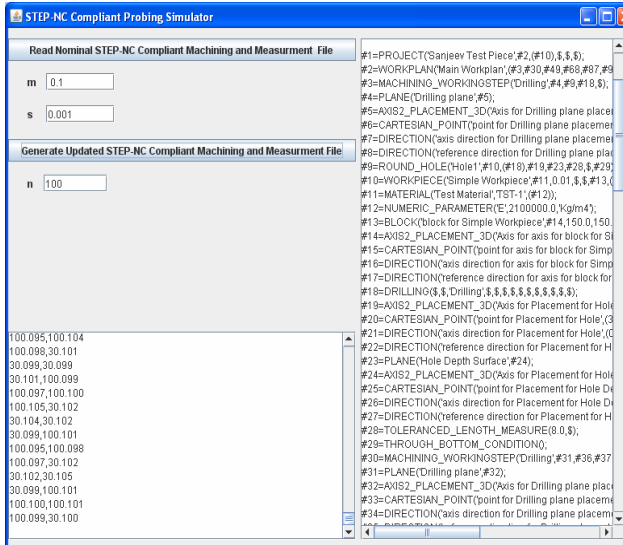 STEP-NC Compliant Probing Simulator
Read Nominal STEP-NC Compliant Machining and Measurment File
m 0.1
s 0.001
Generate Updated STEP-NC Compliant Machining and Measurment File
n 100
100.095,100.104
100.098,30.101
30.099,30.099
30.101,100.099
100.097,100.100
100.105,30.102
30.104,30.102
30.099,100.101
100.095,100.098
100.097,30.102
30.102,30.105
30.099,100.101
100.100,100.101
100.099,30.100
#1=PROJECT('Sanjeev Test Piece',#2,(#10),$,$,$);
#2=WORKPLAN('Main Workplan',(#3,#30,#49,#68,#87,#9
#3=MACHINING_WORKINGSTEP('Drilling',#4,#9,#18,$);
#4=PLANE('Drilling plane',#5);
#5=AXIS2_PLACEMENT_3D('Axis for Drilling plane placer
#6=CARTESIAN_POINT('point for Drilling plane placemer
#7=DIRECTION('axis direction for Drilling plane placeme
#8=DIRECTION('reference direction for Drilling plane pla
#9=ROUND_HOLE('Hole1',#10,(#18),#19,#23,#28,$,#29)
#10=WORKPIECE('Simple Workpiece',#11,0.01,$,$,#13,(
#11=MATERIAL('Test Material','TST-1',(#12));
#12=NUMERIC_PARAMETER('E',2100000.0,'Kg/m4');
#13=BLOCK('block for Simple Workpiece',#14,150.0,150.
#14=AXIS2_PLACEMENT_3D('Axis for axis for block for Si
#15=CARTESIAN_POINT('point for axis for block for Simp
#16=DIRECTION('axis direction for axis for block for Simp
#17=DIRECTION('reference direction for axis for block for
#18=DRILLING($,$,'Drilling',$,$,$,$,$,$,$,$,$,$,$);
#19=AXIS2_PLACEMENT_3D('Axis for Placement for Hole
#20=CARTESIAN_POINT('point for Placement for Hole',(3
#21=DIRECTION('axis direction for Placement for Hole',(0
#22=DIRECTION('reference direction for Placement for H
#23=PLANE('Hole Depth Surface',#24);
#24=AXIS2_PLACEMENT_3D('Axis for Placement for Hole
#25=CARTESIAN_POINT('point for Placement for Hole De
#26=DIRECTION('axis direction for Placement for Hole D
#27=DIRECTION('reference direction for Placement for H
#28=TOLERANCED_LENGTH_MEASURE(8.0,$);
#29=THROUGH_BOTTOM_CONDITION();
#30=MACHINING_WORKINGSTEP('Drilling',#31,#36,#37
#31=PLANE('Drilling plane',#32);
#32=AXIS2_PLACEMENT_3D('Axis for Drilling plane place
#33=CARTESIAN_POINT('point for Drilling plane placeme
#34=DIRECTION('axis direction for Drilling plane placeme